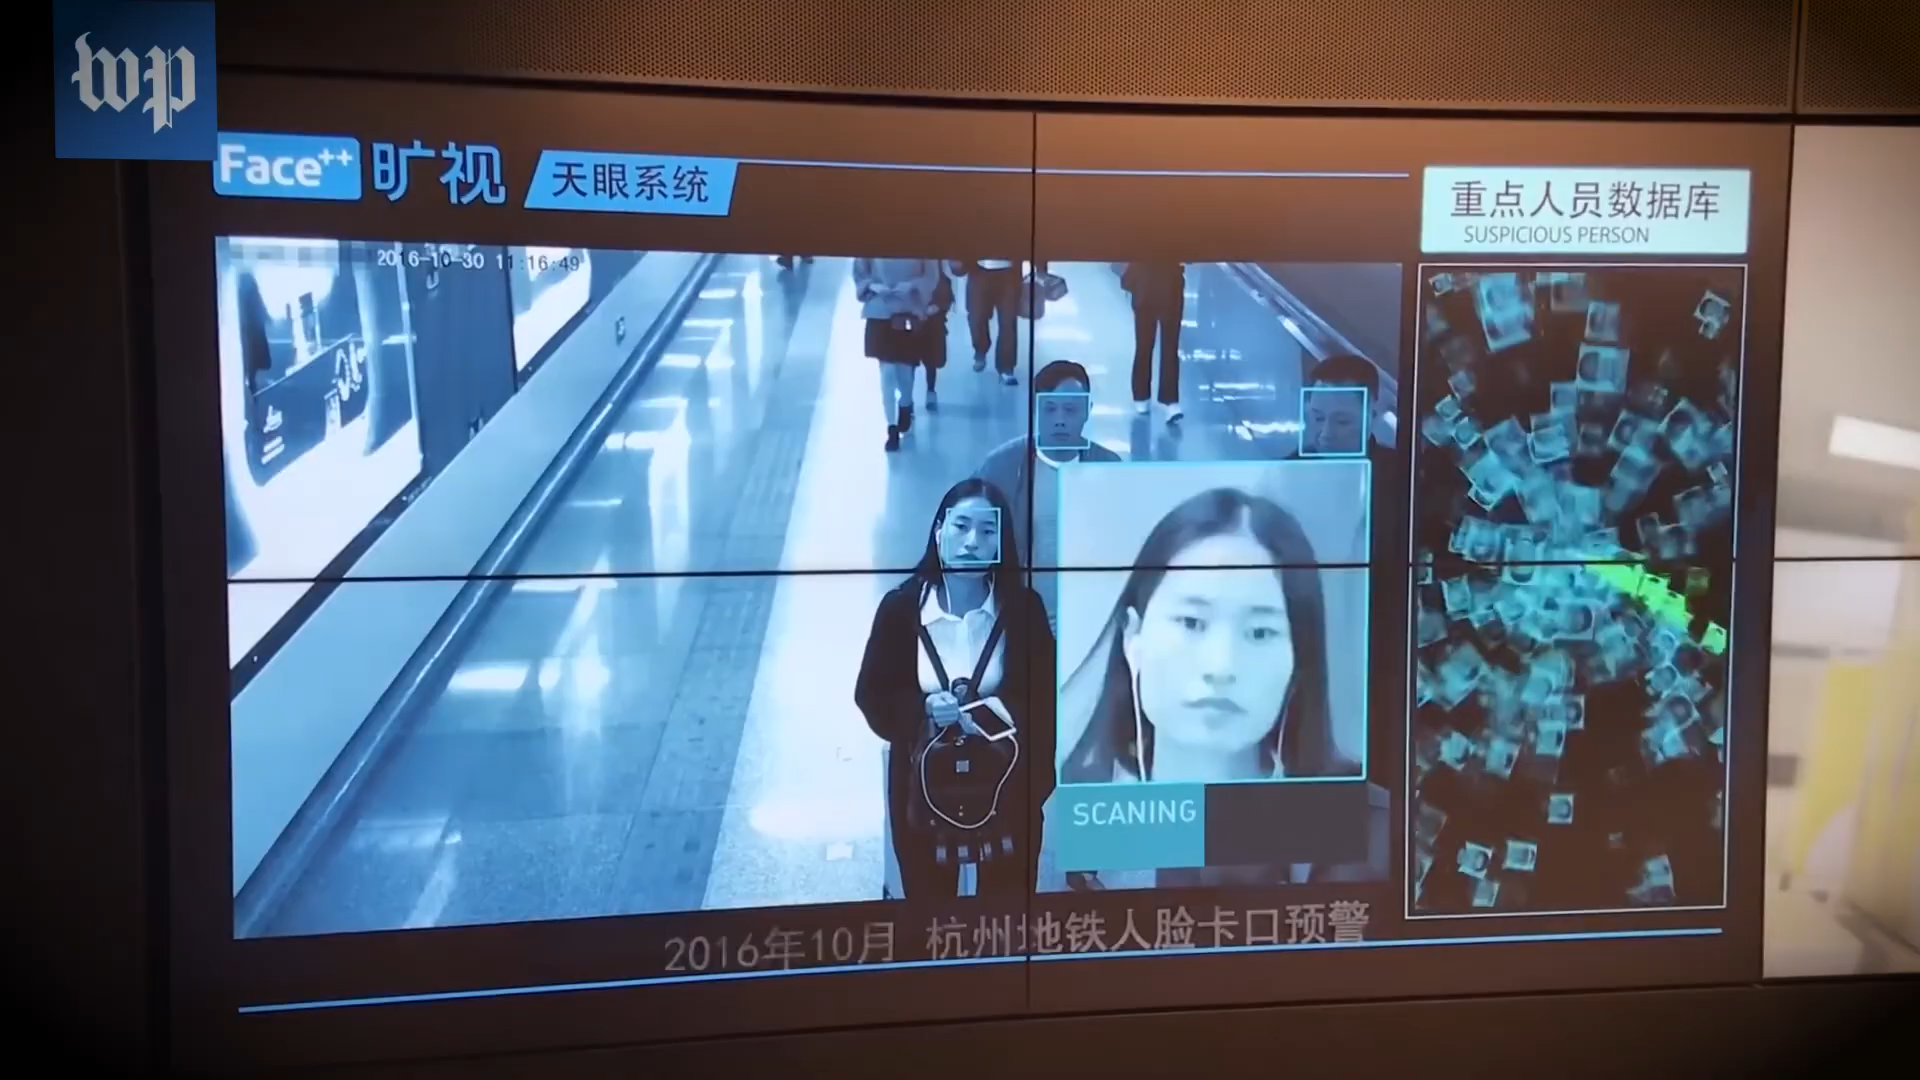 wp
Face++ 旷视 天眼系统
重点人员数据库
SUSPICIOUS PERSON
2016-10-30 11:16:49
SCANING
2016年10月 杭州地铁人脸卡口预警